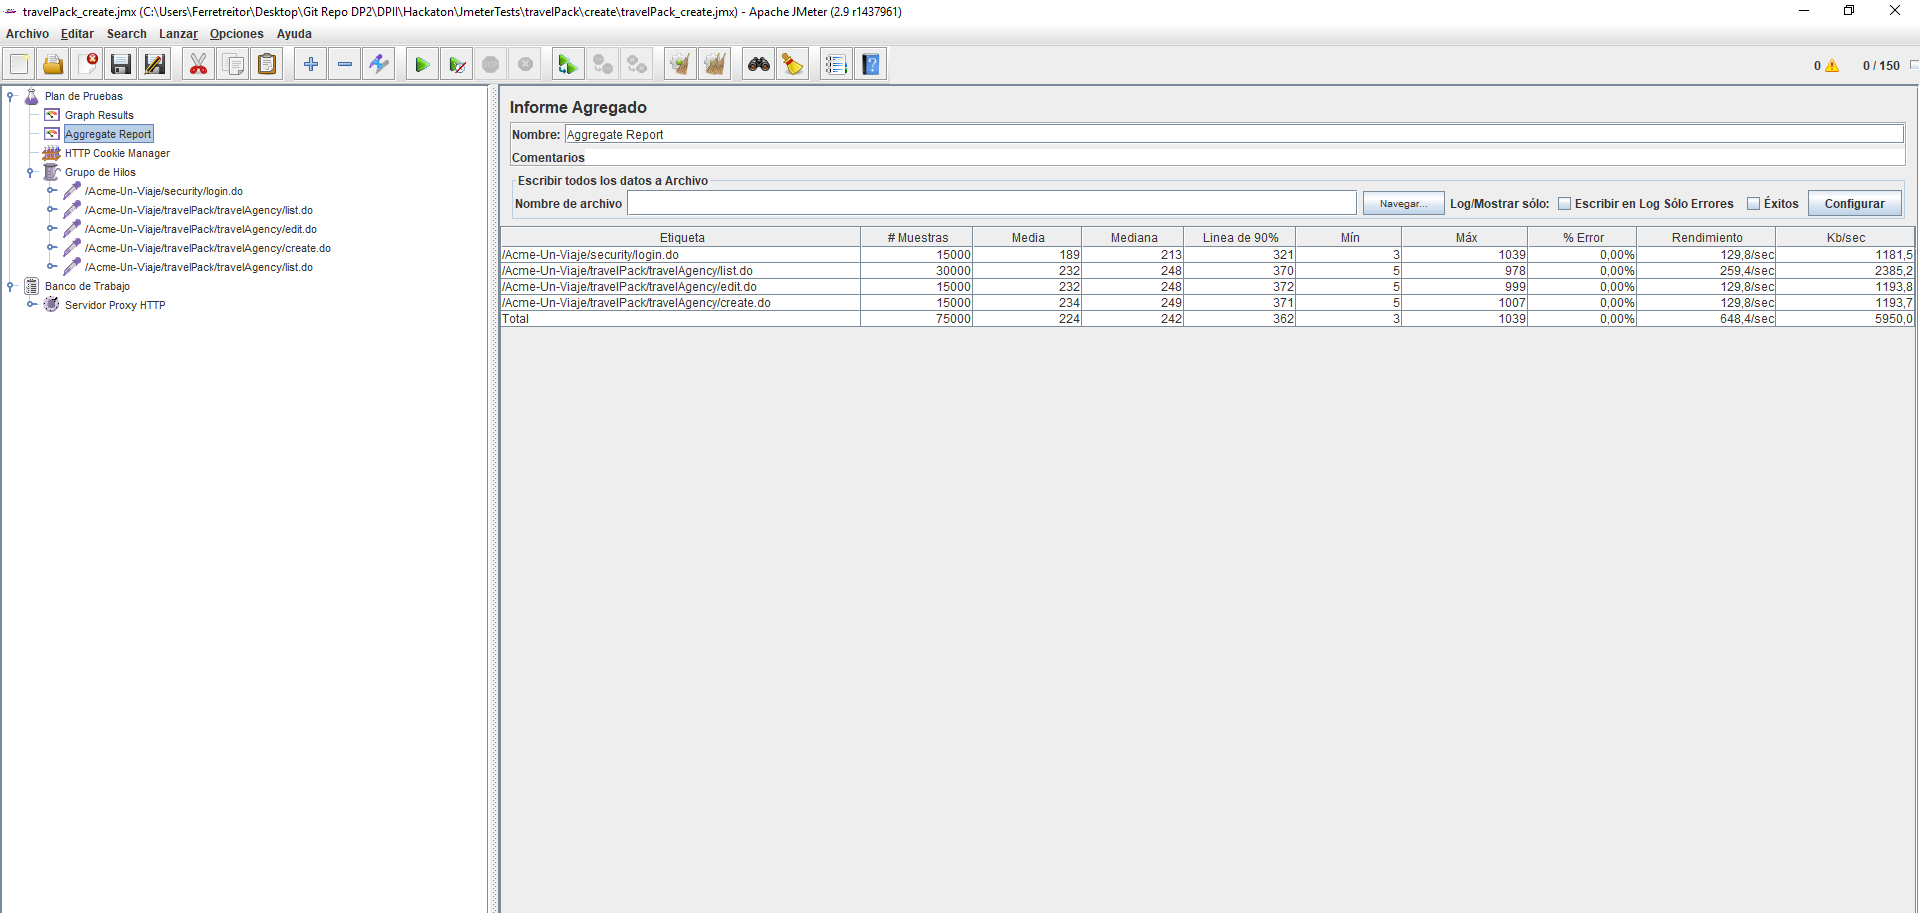 travelPack_create.jmx (C:\Users\Ferretreitor\Desktop\Git Repo DP2\DPII\Hackaton\JmeterTests\travelPack\create\travelPack_create.jmx) - Apache JMeter (2.9 r1437961)
Archivo Editar Search Lanzar Opciones Ayuda
0 0 / 150
Plan de Pruebas
Graph Results
Aggregate Report
HTTP Cookie Manager
Grupo de Hilos
/Acme-Un-Viaje/security/login.do
/Acme-Un-Viaje/travelPack/travelAgency/list.do
/Acme-Un-Viaje/travelPack/travelAgency/edit.do
/Acme-Un-Viaje/travelPack/travelAgency/create.do
/Acme-Un-Viaje/travelPack/travelAgency/list.do
Banco de Trabajo
Servidor Proxy HTTP
Informe Agregado
Nombre: Aggregate Report
Comentarios
Escribir todos los datos a Archivo
Nombre de archivo Navegar... Log/Mostrar sólo: Escribir en Log Sólo Errores Éxitos Configurar
Etiqueta # Muestras Media Mediana Linea de 90% Mín Máx % Error Rendimiento Kb/sec
/Acme-Un-Viaje/security/login.do 15000 189 213 321 3 1039 0,00% 129,8/sec 1181,5
/Acme-Un-Viaje/travelPack/travelAgency/list.do 30000 232 248 370 5 978 0,00% 259,4/sec 2385,2
/Acme-Un-Viaje/travelPack/travelAgency/edit.do 15000 232 248 372 5 999 0,00% 129,8/sec 1193,8
/Acme-Un-Viaje/travelPack/travelAgency/create.do 15000 234 249 371 5 1007 0,00% 129,8/sec 1193,7
Total 75000 224 242 362 3 1039 0,00% 648,4/sec 5950,0